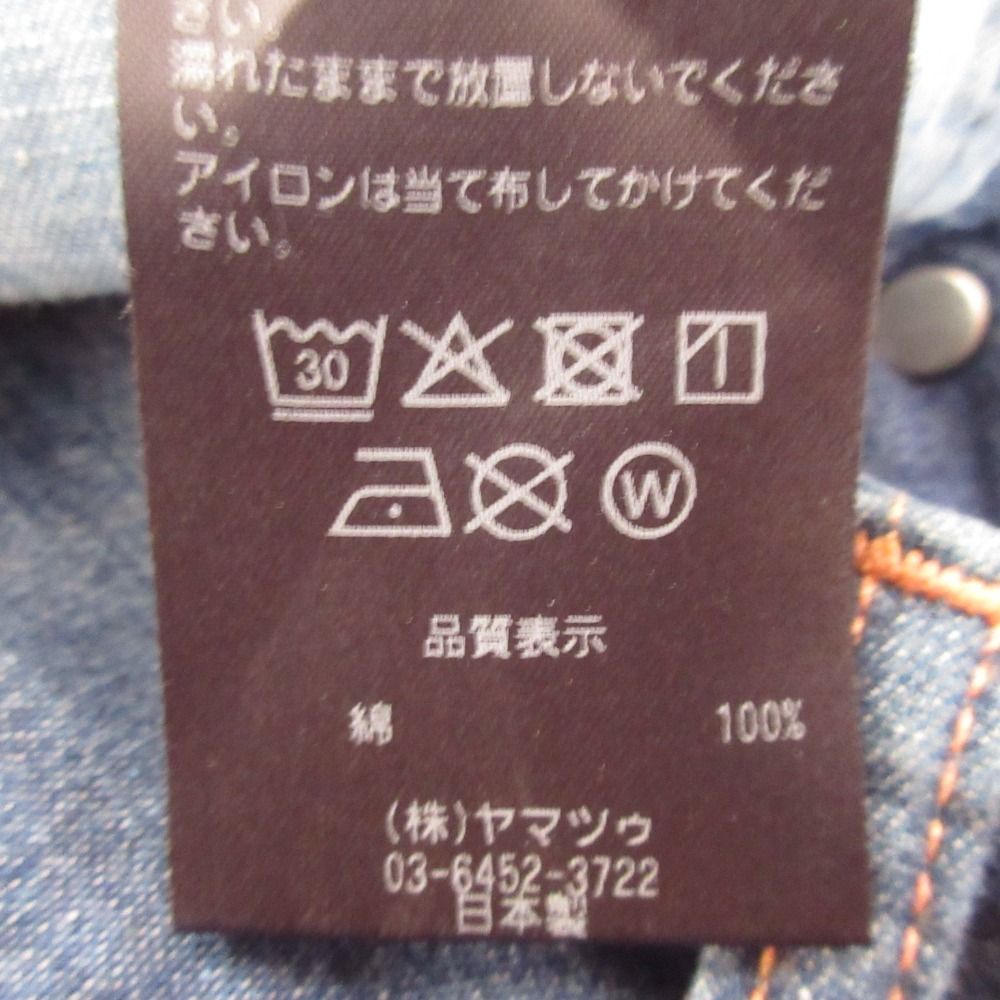 さい
濡れたままで放置しないでくださ
い。
アイロンは当て布してかけてくだ
さい。
30
W
品質表示
綿 100%
(株)ヤマツゥ
03-6452-3722
日本製